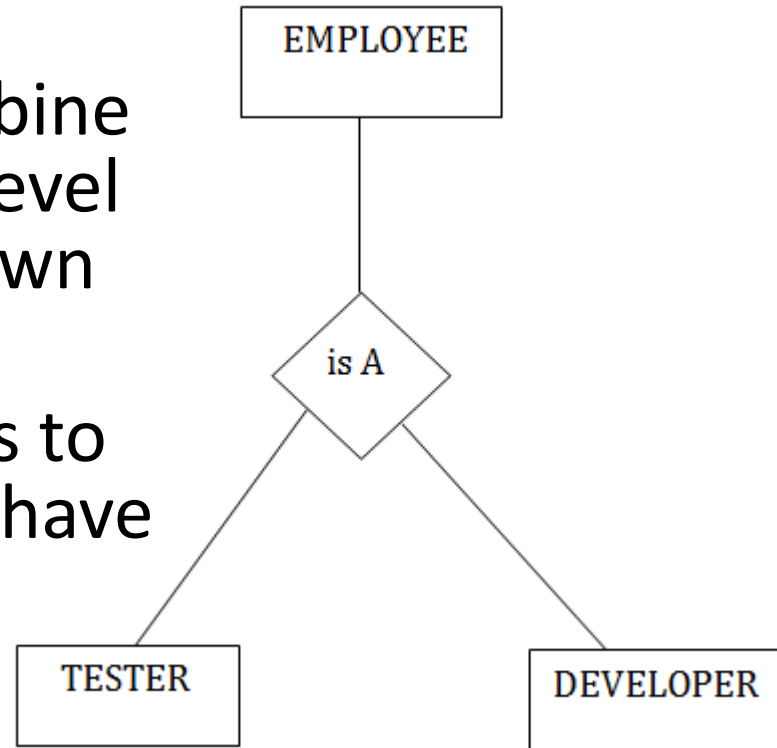 EMPLOYEE
bine
evel
wn
is A
s to
have
TESTER
DEVELOPER